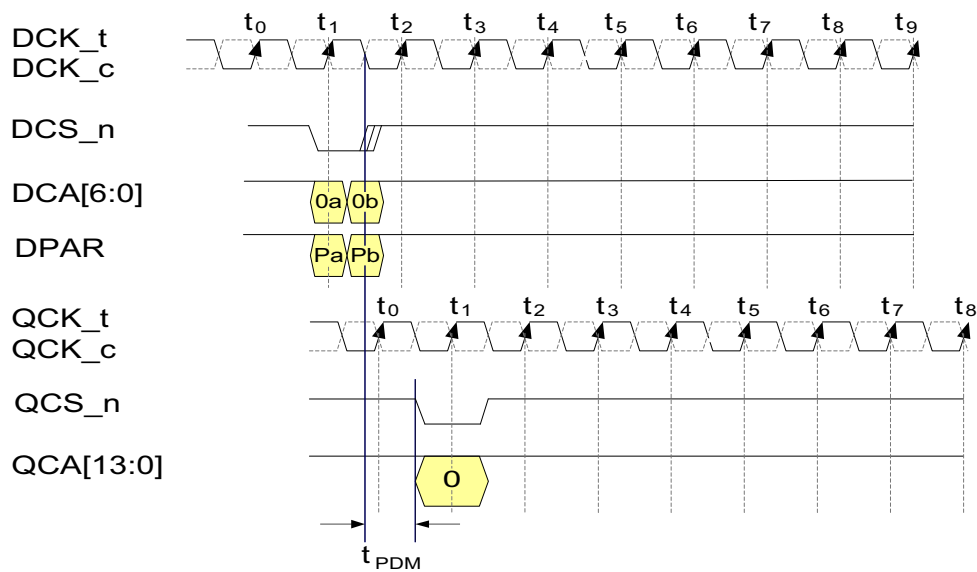 t0 t1 t2 t3 t4 t5 t6 t7 t8 t9
DCK_t
DCK_c
DCS_n
DCA[6:0] 0a 0b
DPAR Pa Pb
t0 t1 t2 t3 t4 t5 t6 t7 t8
QCK_t
QCK_c
QCS_n
QCA[13:0] 0
tPDM